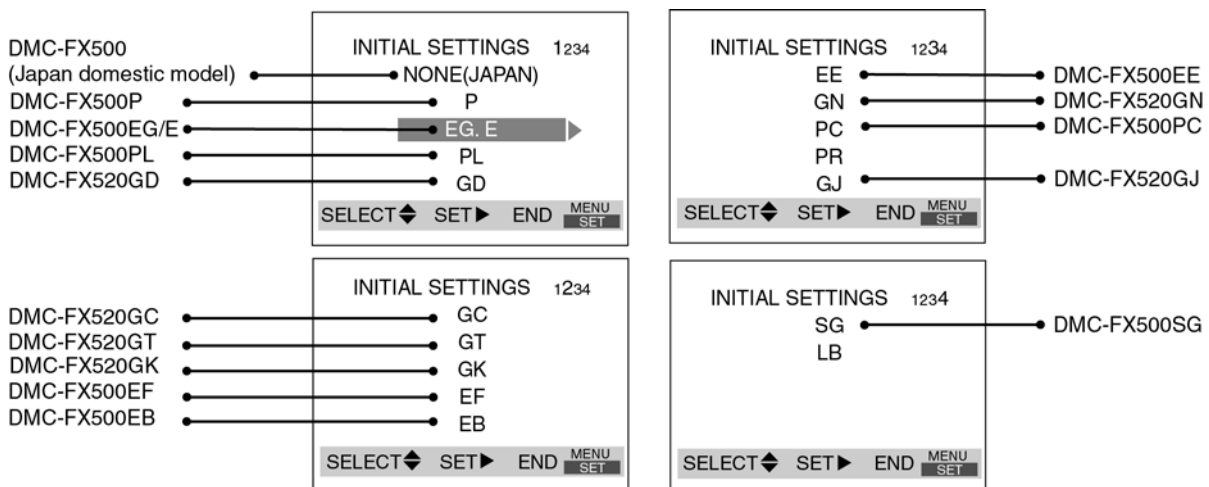 DMC-FX500
(Japan domestic model)
DMC-FX500P
DMC-FX500EG/E
DMC-FX500PL
DMC-FX520GD
INITIAL SETTINGS 1234
NONE(JAPAN)
P
EG. E
PL
GD
SELECT SET END MENU
SET
INITIAL SETTINGS 1234
EE
GN
PC
PR
GJ
SELECT SET END MENU
SET
DMC-FX500EE
DMC-FX520GN
DMC-FX500PC
DMC-FX520GJ
DMC-FX520GC
DMC-FX520GT
DMC-FX520GK
DMC-FX500EF
DMC-FX500EB
INITIAL SETTINGS 1234
GC
GT
GK
EF
EB
SELECT SET END MENU
SET
INITIAL SETTINGS 1234
SG
LB
SELECT SET END MENU
SET
DMC-FX500SG